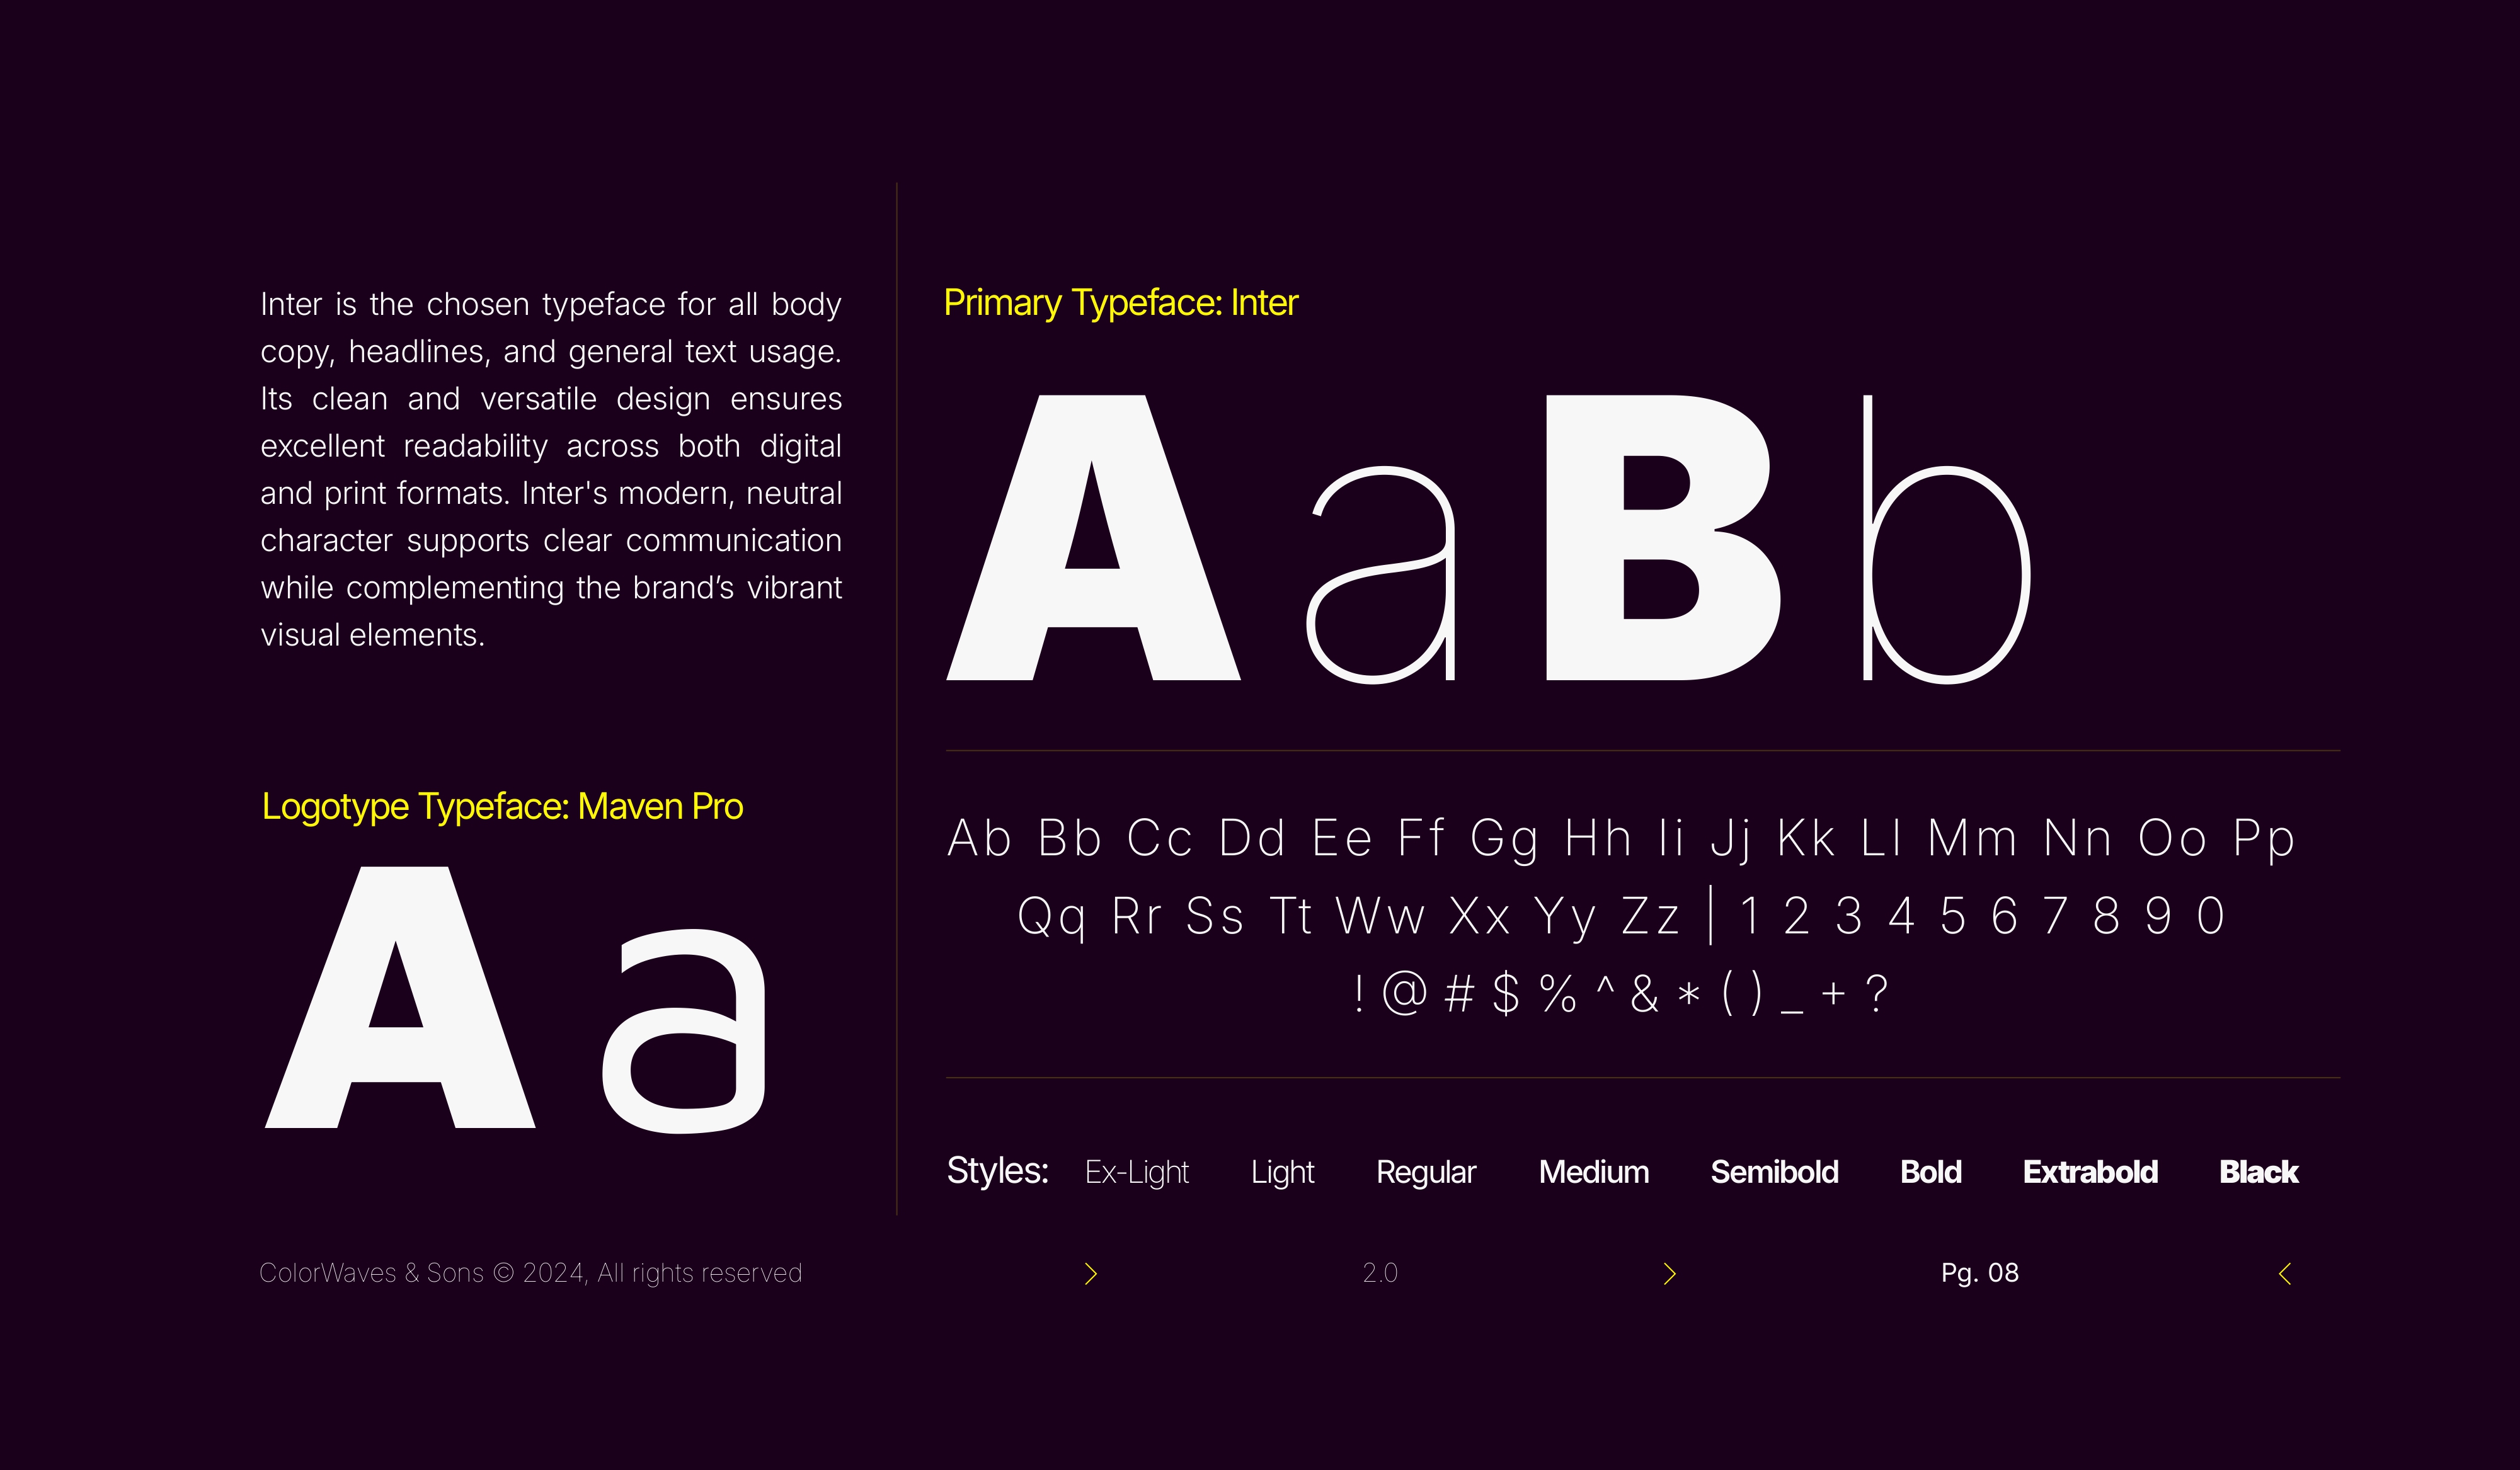 Inter is the chosen typeface for all body
copy, headlines, and general text usage.
Its clean and versatile design ensures
excellent readability across both digital
and print formats. Inter's modern, neutral
character supports clear communication
while complementing the brand’s vibrant
visual elements.
Logotype Typeface: Maven Pro
A a
Primary Typeface: Inter
A a B b
Ab Bb Cc Dd Ee Ff Gg Hh Ii Jj Kk Ll Mm Nn Oo Pp
Qq Rr Ss Tt Ww Xx Yy Zz | 1 2 3 4 5 6 7 8 9 0
! @ # $ % ^ & * ( ) _ + ?
Styles: Ex-Light Light Regular Medium Semibold Bold Extrabold Black
ColorWaves & Sons © 2024, All rights reserved > 2.0 > Pg. 08 <